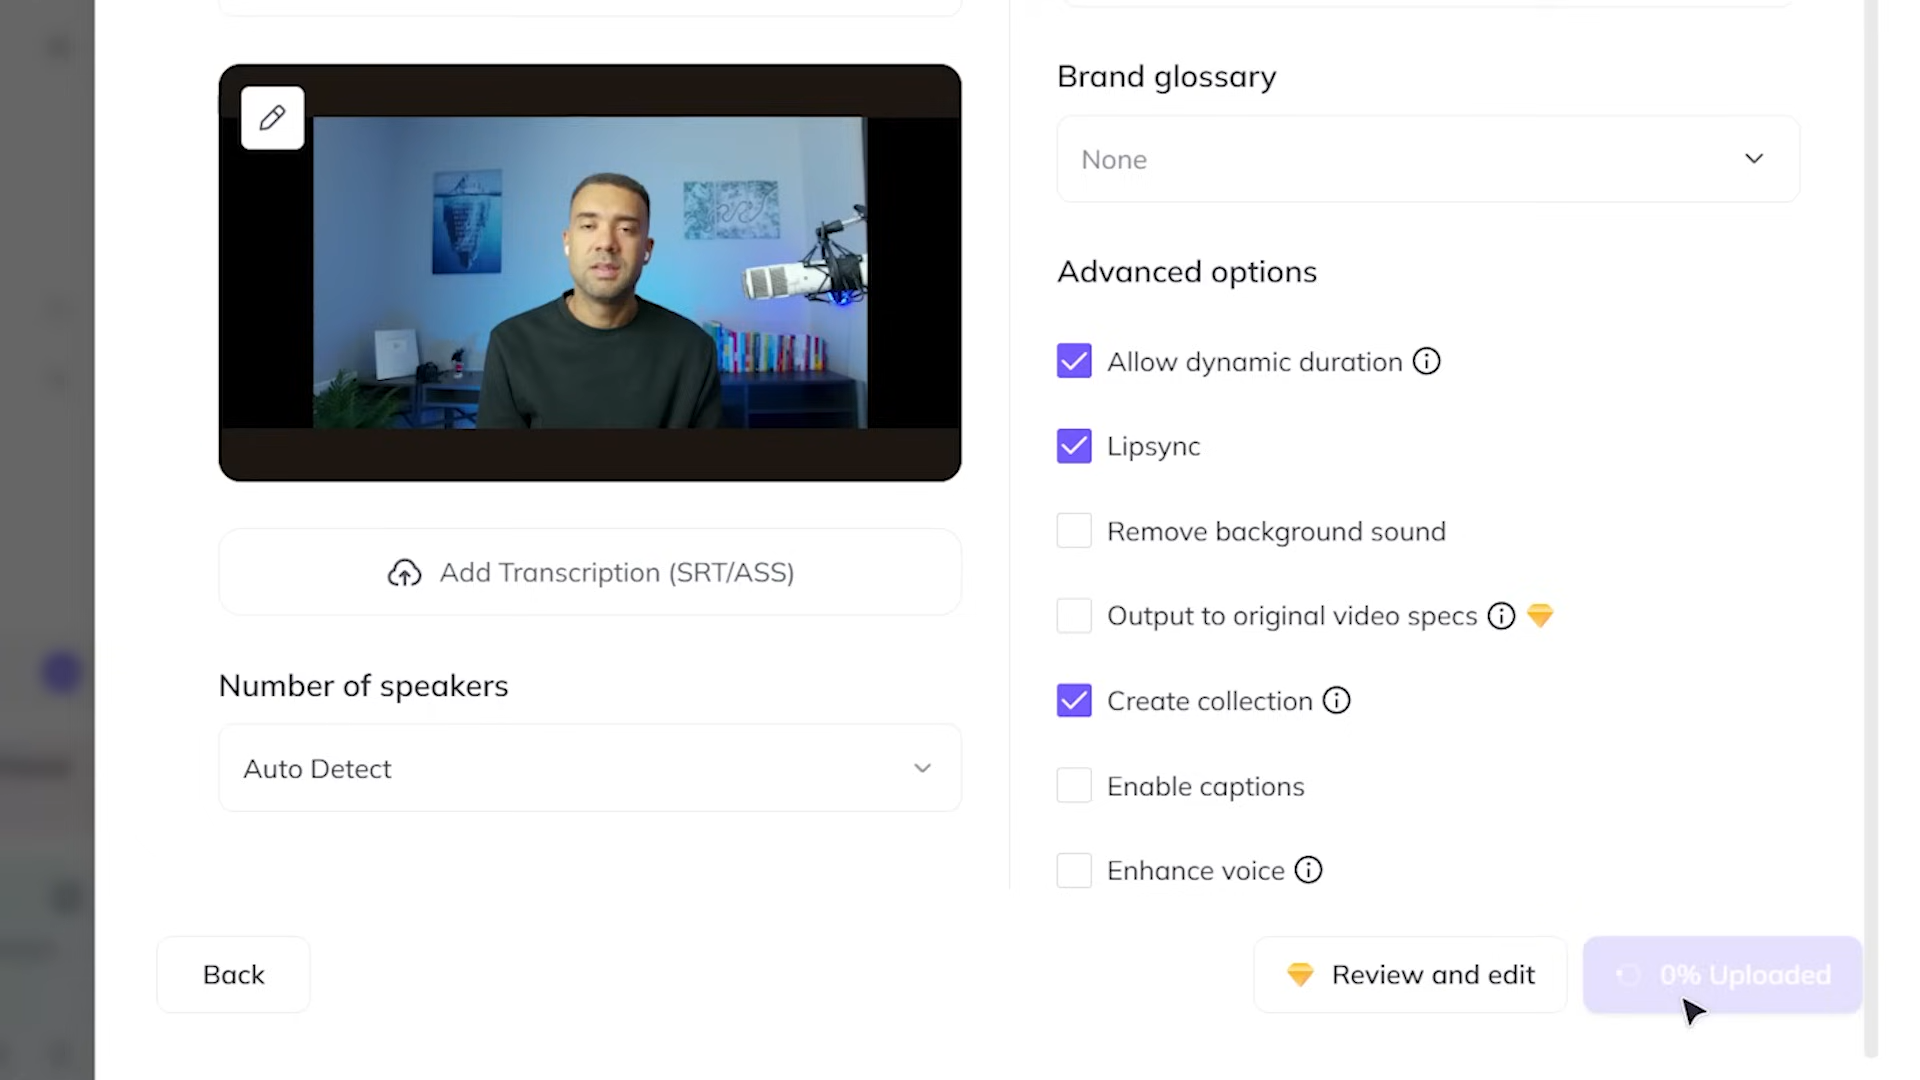 Brand glossary
None
Advanced options
Allow dynamic duration
Lipsync
Remove background sound
Add Transcription (SRT/ASS)
Output to original video specs
Number of speakers
Create collection
Auto Detect
Enable captions
Enhance voice
Back
Review and edit
0% Uploaded